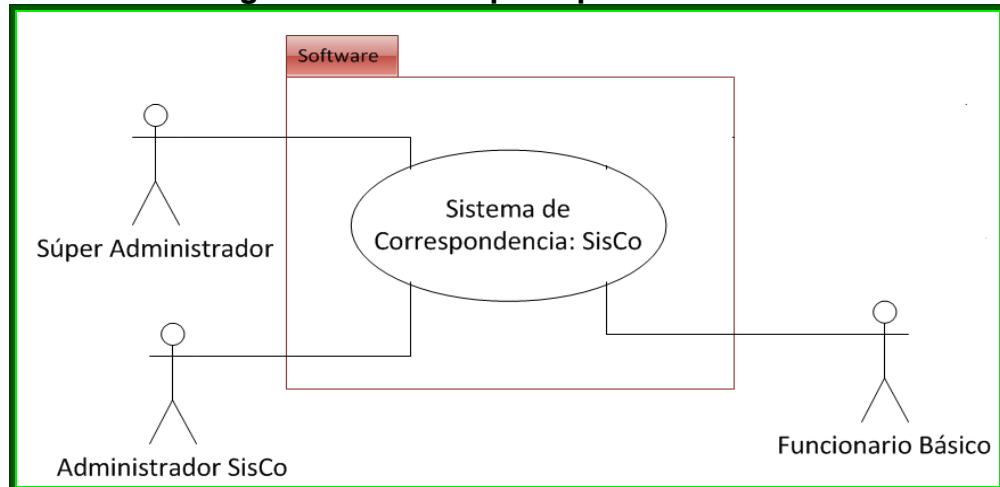 Software
Súper Administrador
Sistema de
Correspondencia: SisCo
Administrador SisCo
Funcionario Básico